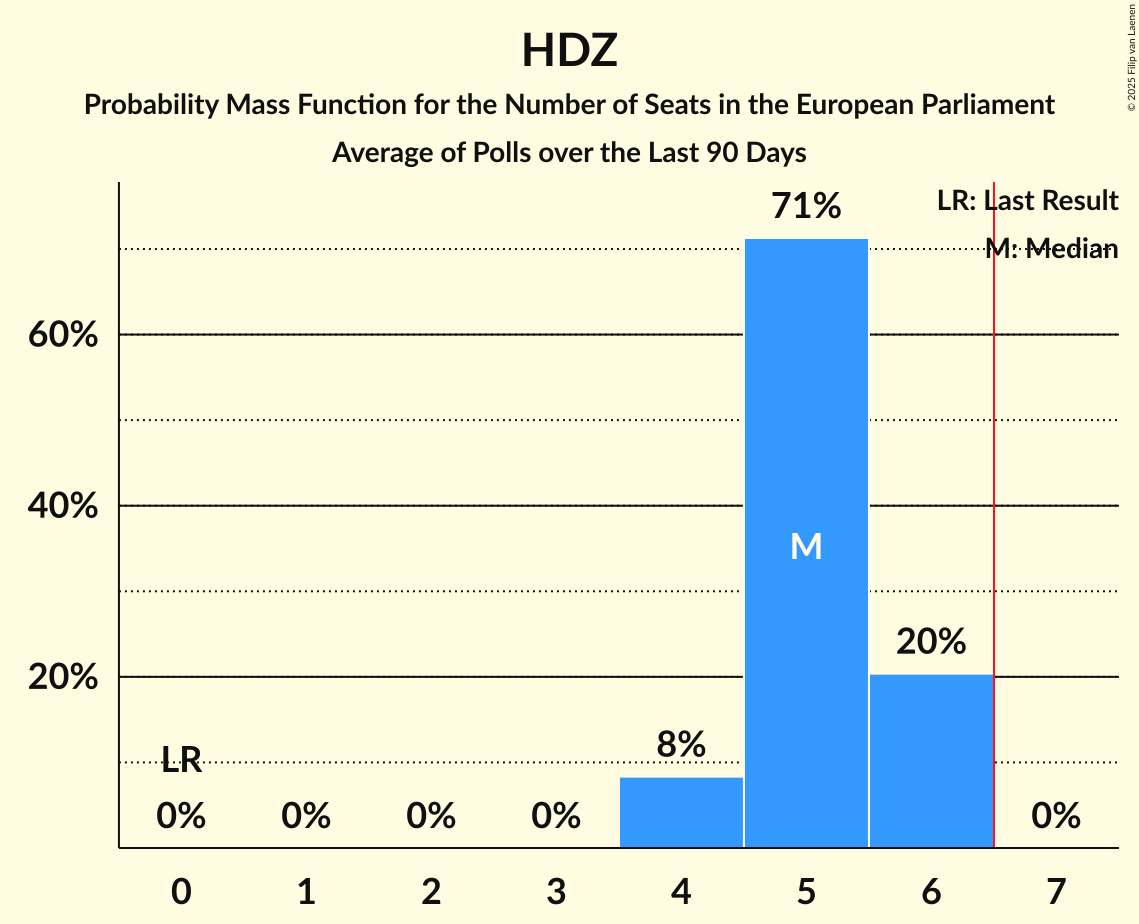 HDZ
Probability Mass Function for the Number of Seats in the European Parliament
Average of Polls over the Last 90 Days
© 2025 Filip van Laenen
LR: Last Result
M: Median
71%
60%
40%
M
20%
20%
8%
LR
0% 0% 0% 0% 0%
0 1 2 3 4 5 6 7